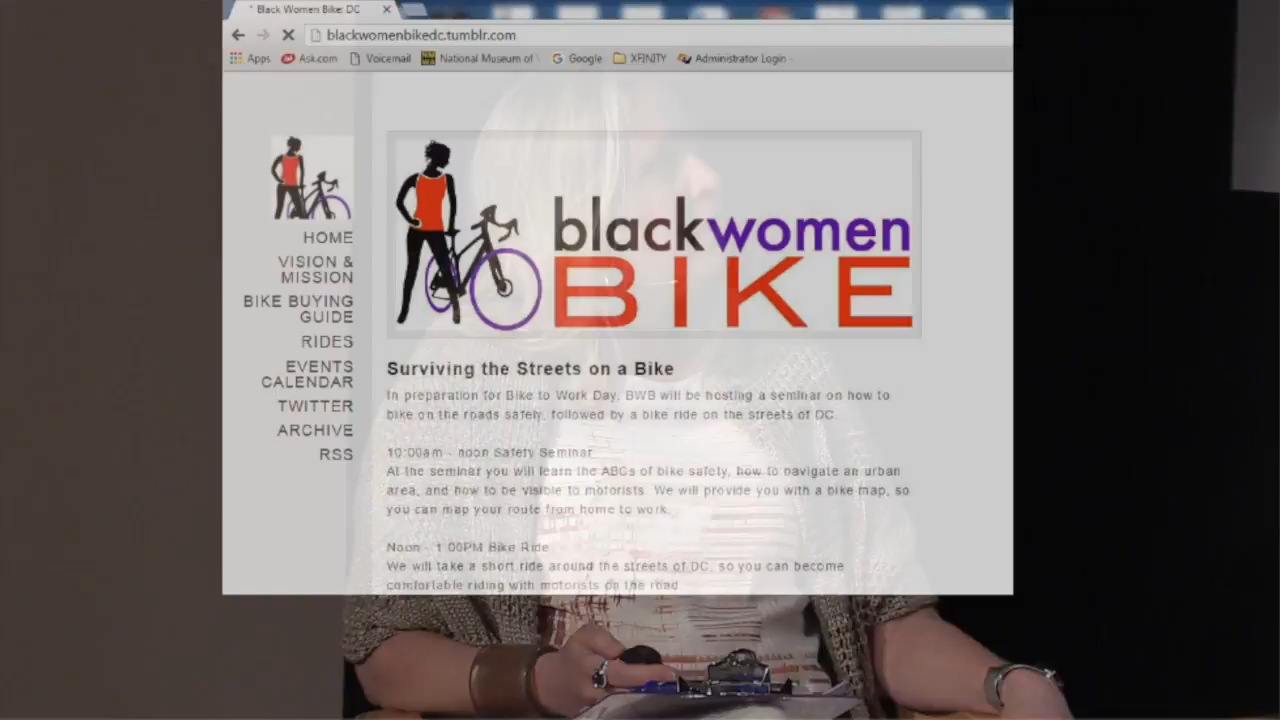 Black Women Bike: DC
blackwomenbikedc.tumblr.com
Apps Ask.com Voicemail National Museum of Google XFINITY Administrator Login
HOME
VISION &
MISSION
BIKE BUYING
GUIDE
RIDES
EVENTS
CALENDAR
TWITTER
ARCHIVE
RSS
blackwomen
BIKE
Surviving the Streets on a Bike
In preparation for Bike to Work Day, BWB will be hosting a seminar on how to
bike on the roads safely, followed by a bike ride on the streets of DC.
10:00am - noon Safety Seminar
At the seminar you will learn the ABCs of bike safety, how to navigate an urban
area, and how to be visible to motorists. We will provide you with a bike map, so
you can map your route from home to work.
Noon - 1:00PM Bike Ride
We will take a short ride around the streets of DC, so you can become
comfortable riding with motorists on the road